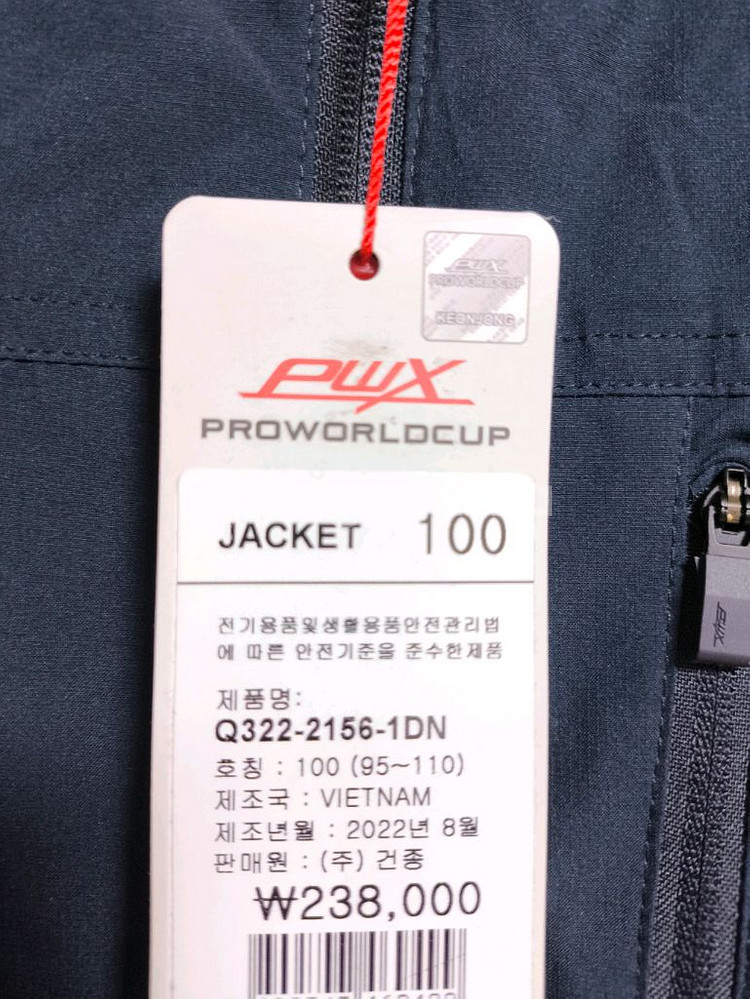 PWX
PROWORLDCUP
KEONJONG
PWX
PROWORLDCUP
JACKET 100
전기용품및생활용품안전관리법
에 따른 안전기준을 준수한제품
제품명:
Q322-2156-1DN
호칭 : 100 (95~110)
제조국 : VIETNAM
제조년월 : 2022년 8월
판매원 : (주) 건종
₩238,000
PWX